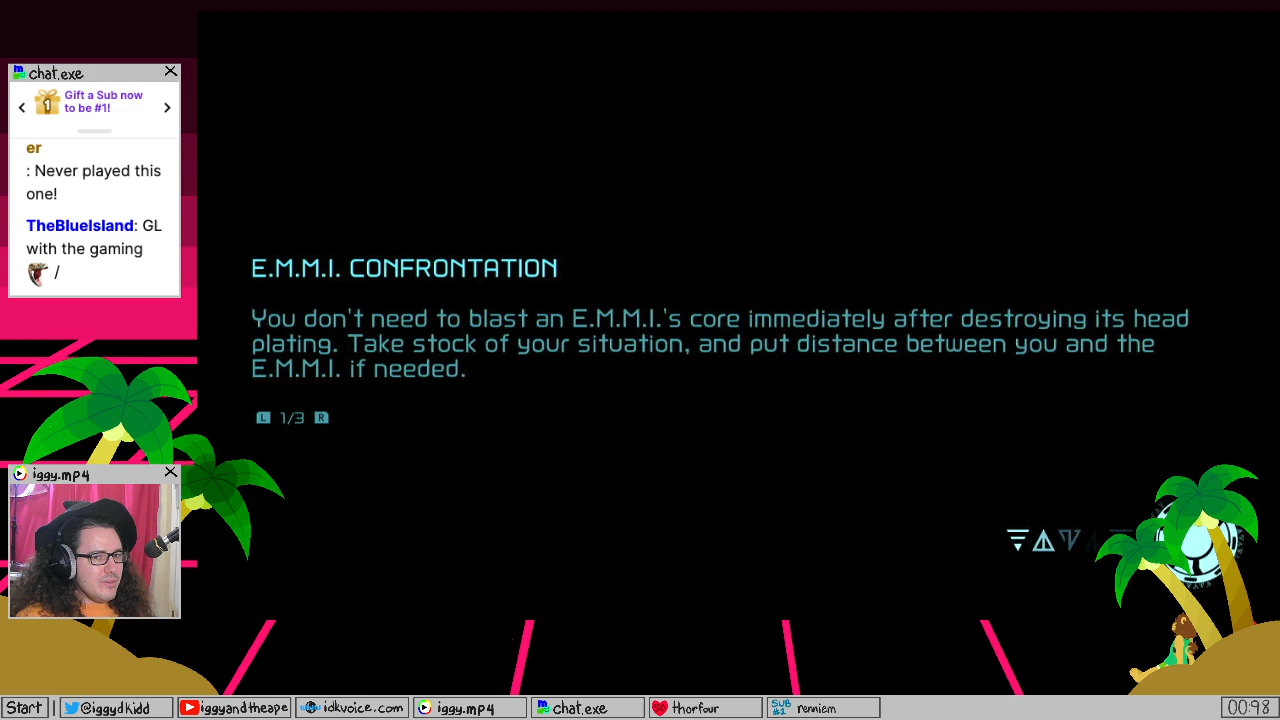 chat.exe
Gift a Sub now
to be #1!
1
er
: Never played this
one!
TheBlueIsland: GL
with the gaming
/
E.M.M.I. CONFRONTATION
You don't need to blast an E.M.M.I.'s core immediately after destroying its head
plating. Take stock of your situation, and put distance between you and the
E.M.M.I. if needed.
L 1/3 R
iggy.mp4
Start
@iggydkidd
iggyandtheape
idkvoice.com
iggy.mp4
chat.exe
thorfour
SUB #2 renniem
00:98